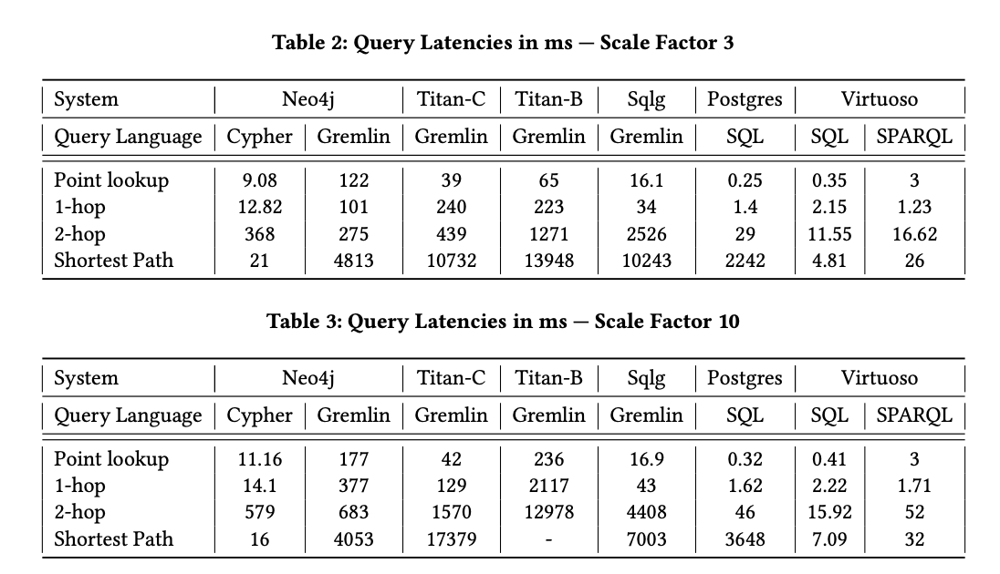 Table 2: Query Latencies in ms — Scale Factor 3
System Neo4j Titan-C Titan-B Sqlg Postgres Virtuoso
Query Language Cypher Gremlin Gremlin Gremlin Gremlin SQL SQL SPARQL
Point lookup 9.08 122 39 65 16.1 0.25 0.35 3
1-hop 12.82 101 240 223 34 1.4 2.15 1.23
2-hop 368 275 439 1271 2526 29 11.55 16.62
Shortest Path 21 4813 10732 13948 10243 2242 4.81 26
Table 3: Query Latencies in ms — Scale Factor 10
System Neo4j Titan-C Titan-B Sqlg Postgres Virtuoso
Query Language Cypher Gremlin Gremlin Gremlin Gremlin SQL SQL SPARQL
Point lookup 11.16 177 42 236 16.9 0.32 0.41 3
1-hop 14.1 377 129 2117 43 1.62 2.22 1.71
2-hop 579 683 1570 12978 4408 46 15.92 52
Shortest Path 16 4053 17379 - 7003 3648 7.09 32